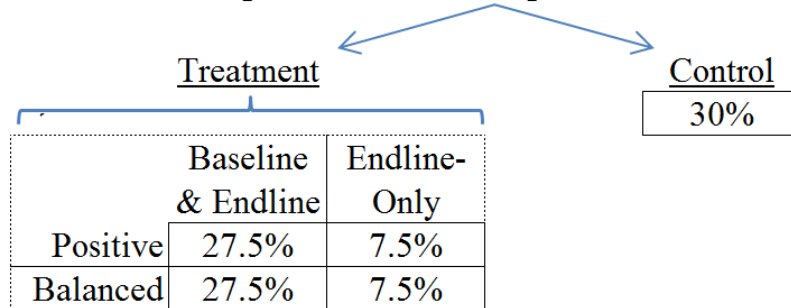 Treatment
Control
30%
Baseline Endline-
& Endline Only
Positive 27.5% 7.5%
Balanced 27.5% 7.5%